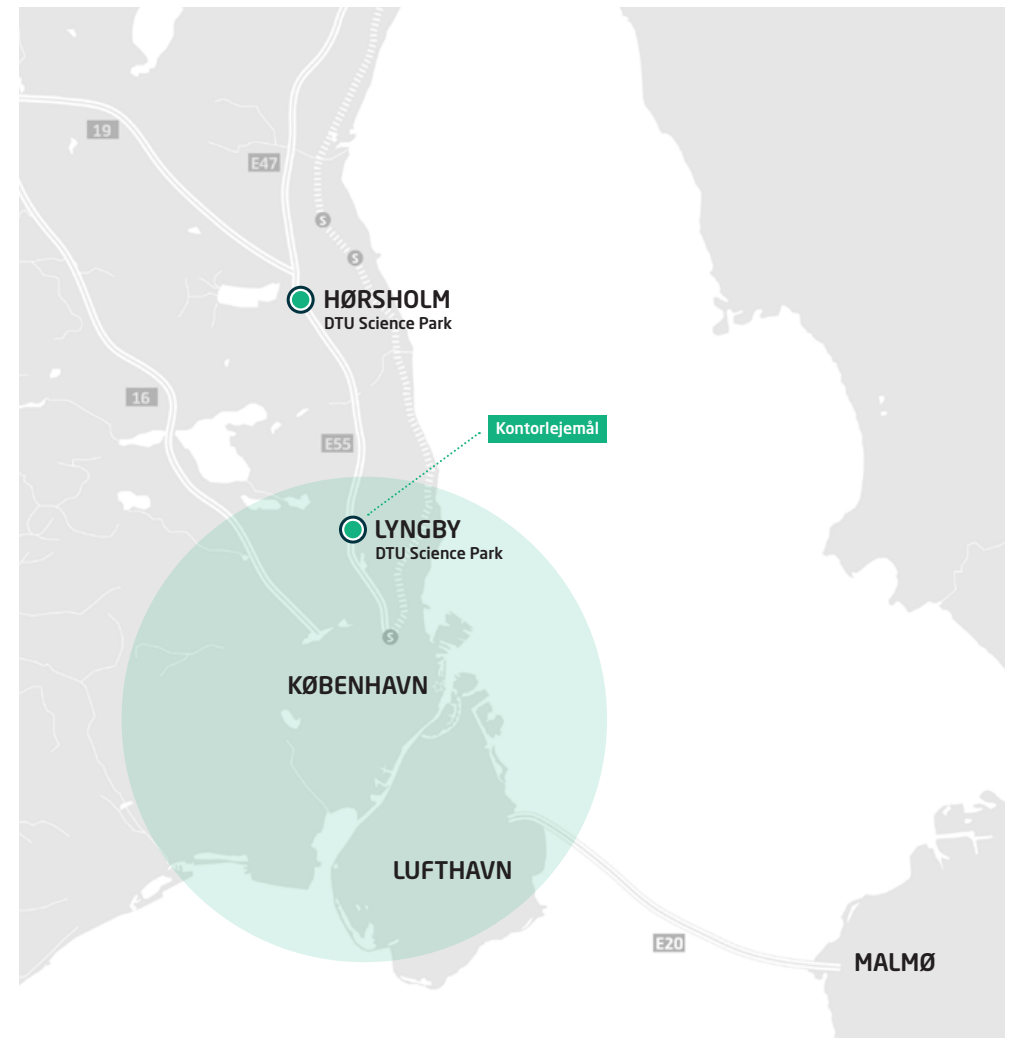 19
E47
S
S
HØRSHOLM
DTU Science Park
16
Kontorlejemål
E55
LYNGBY
DTU Science Park
S
KØBENHAVN
LUFTHAVN
E20
MALMØ